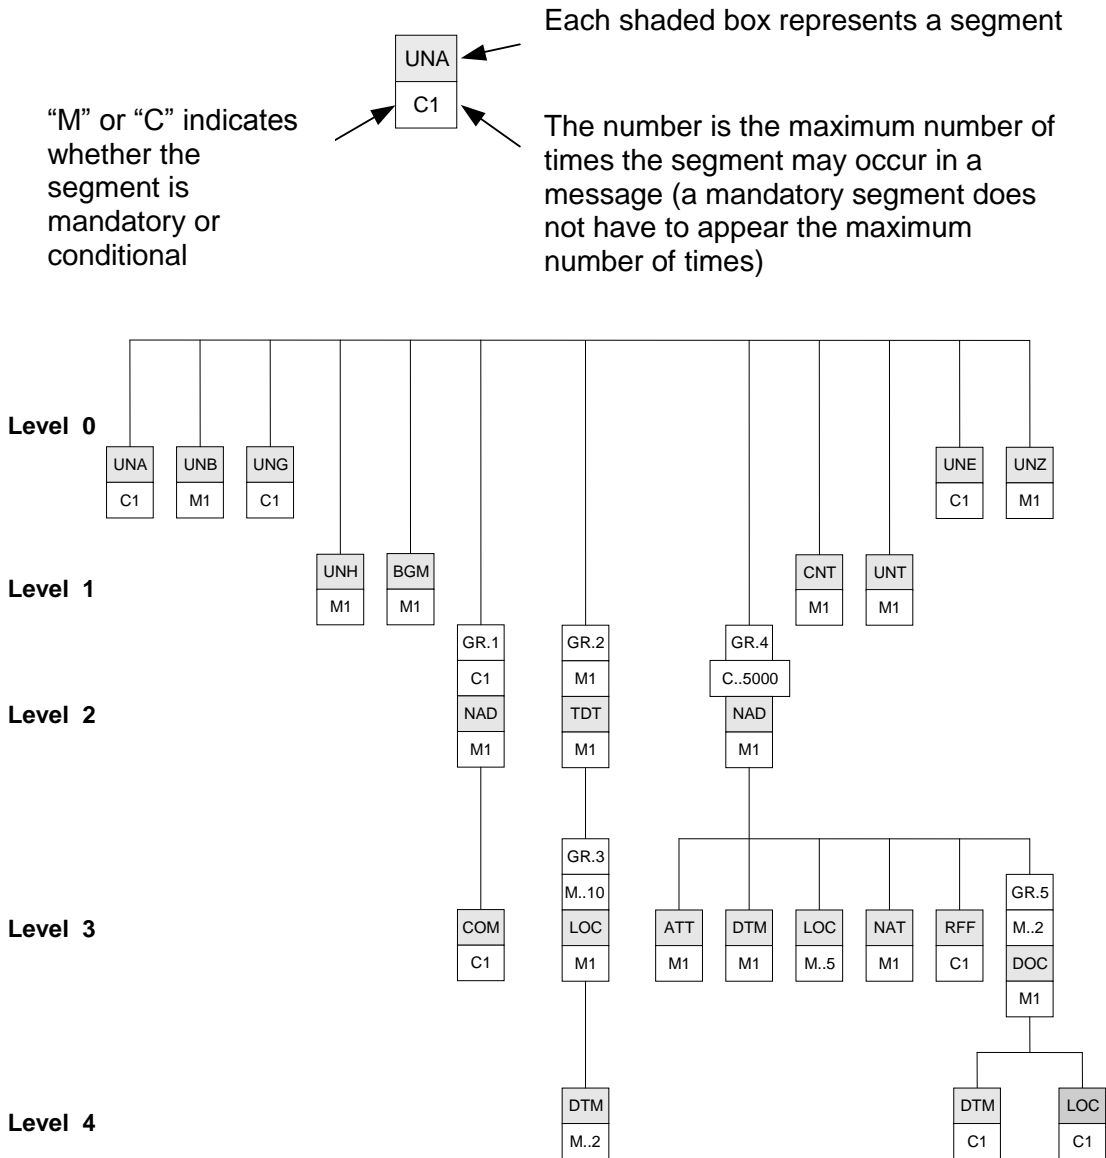 Each shaded box represents a segment
UNA
C1
“M” or “C” indicates
whether the
segment is
mandatory or
conditional
The number is the maximum number of
times the segment may occur in a
message (a mandatory segment does
not have to appear the maximum
number of times)
Level 0
UNA UNB UNG UNE UNZ
C1 M1 C1 C1 M1
Level 1
UNH BGM CNT UNT
M1 M1 M1 M1
GR.1 GR.2 GR.4
C1 M1 C..5000
Level 2
NAD TDT NAD
M1 M1 M1
GR.3
M..10 GR.5
Level 3
COM LOC ATT DTM LOC NAT RFF M..2
C1 M1 M1 M1 M..5 M1 C1 DOC
M1
Level 4
DTM DTM LOC
M..2 C1 C1